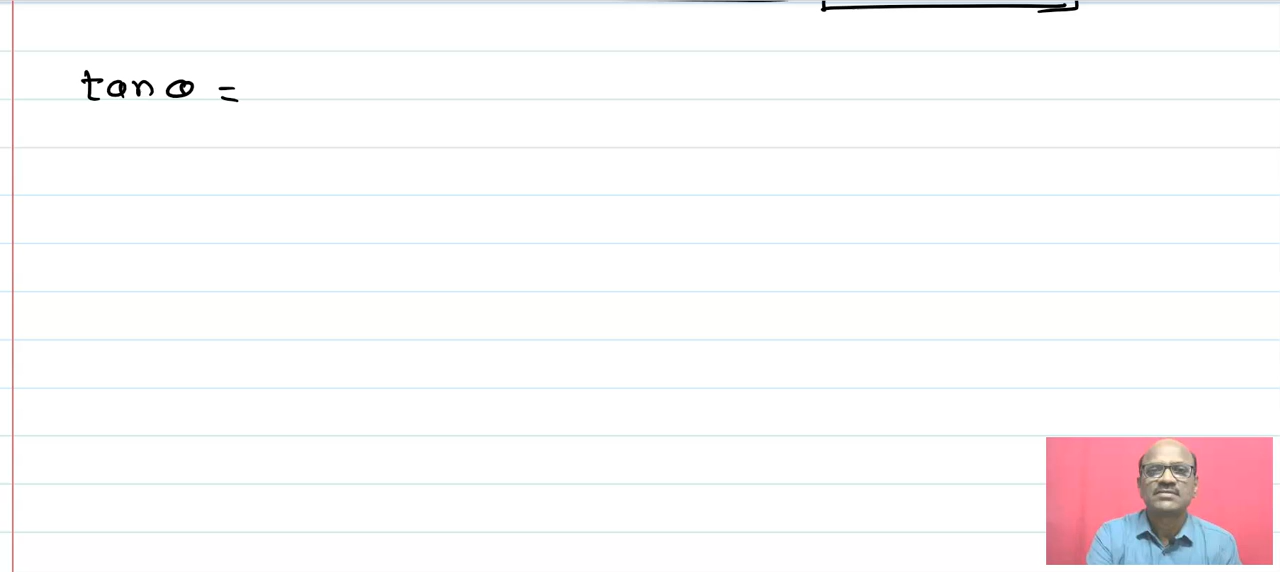 tan θ =